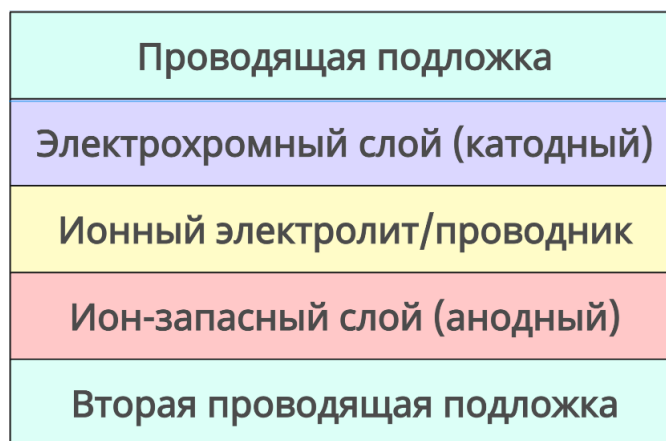 Проводящая подложка
Электрохромный слой (катодный)
Ионный электролит/проводник
Ион-запасный слой (анодный)
Вторая проводящая подложка